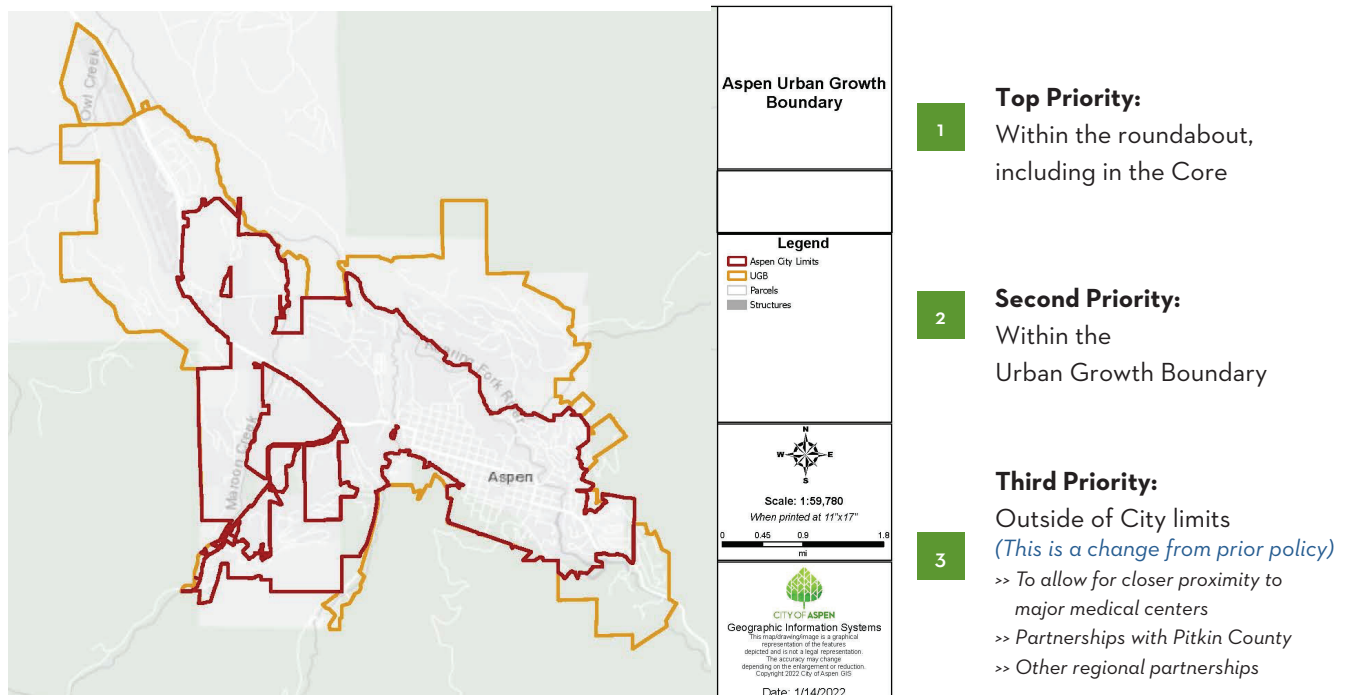 Owl Creek
Roaring Fork River
Maroon Creek
Aspen
Aspen Urban Growth
Boundary
Legend
Aspen City Limits
UGB
Parcels
Structures
N
W E
S
Scale: 1:59,780
When printed at 11"x17"
0 0.45 0.9 1.8
mi
CITY OF ASPEN
Geographic Information Systems
This map/drawing/image is a graphical
representation of the features
depicted and is not a legal representation.
The accuracy may change
depending on the enlargement or reduction.
Copyright 2022 City of Aspen GIS
Date: 1/14/2022
1
Top Priority:
Within the roundabout,
including in the Core
2
Second Priority:
Within the
Urban Growth Boundary
3
Third Priority:
Outside of City limits
(This is a change from prior policy)
>> To allow for closer proximity to
major medical centers
>> Partnerships with Pitkin County
>> Other regional partnerships